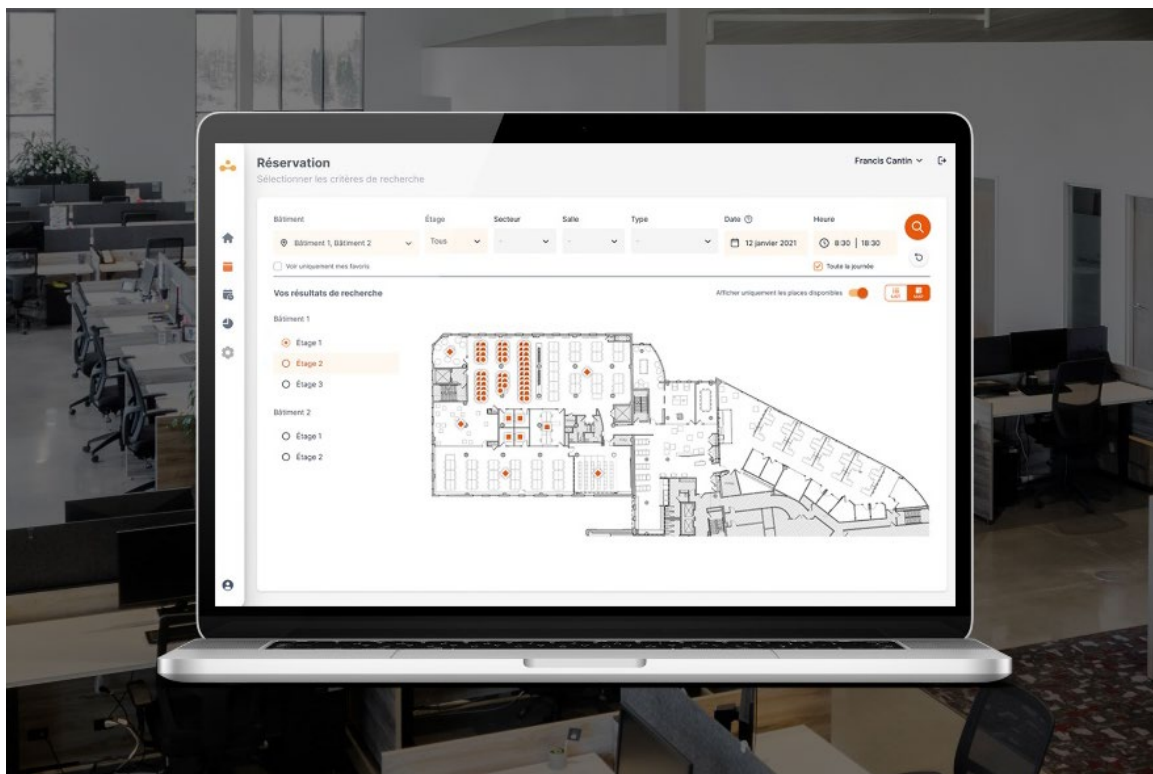 Réservation
Francis Cantin
Sélectionner les critères de recherche
Bâtiment
Étage
Secteur
Salle
Type
Date
Heure
Bâtiment 1, Bâtiment 2
Tous
-
-
-
12 janvier 2021
8:30 | 18:30
Voir uniquement mes favoris
Toute la journée
Vos résultats de recherche
Afficher uniquement les places disponibles
Bâtiment 1
Étage 1
Étage 2
Étage 3
Bâtiment 2
Étage 1
Étage 2